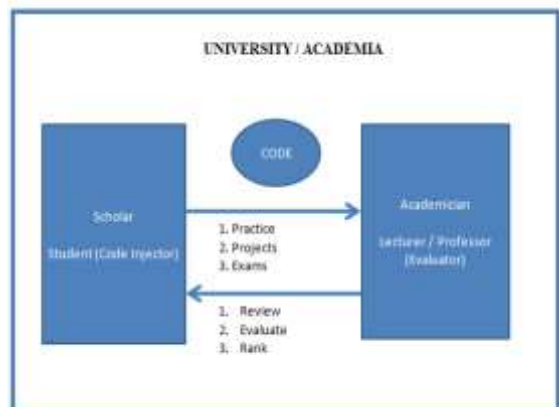 UNIVERSITY / ACADEMIA
CODE
Scholar
Student (Code Injector)
1. Practice
2. Projects
3. Exams
1. Review
2. Evaluate
3. Rank
Academician
Lecturer / Professor
(Evaluator)